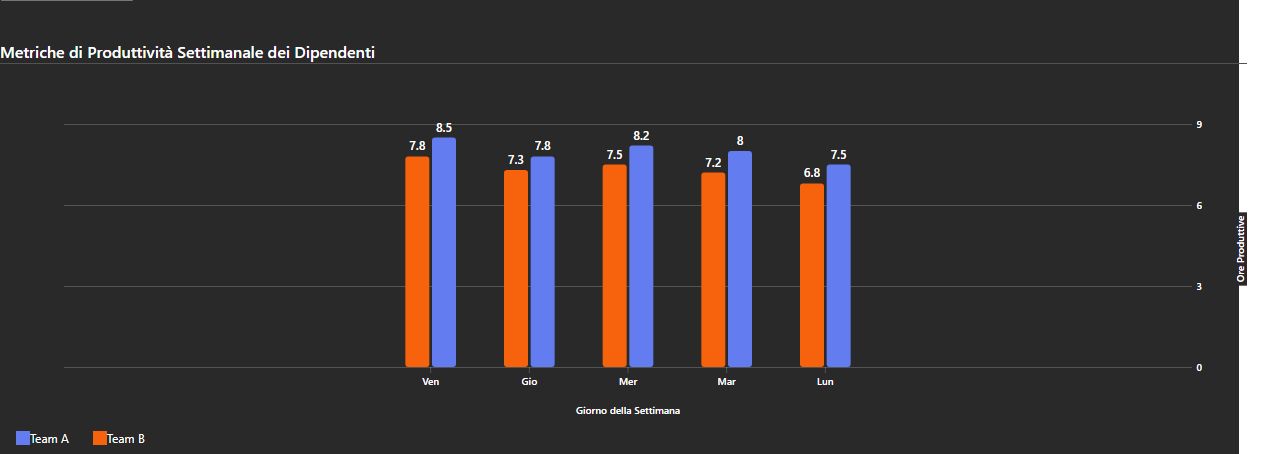 Metriche di Produttività Settimanale dei Dipendenti
9
6
3
0
Ore Produttive
7.8
8.5
7.3
7.8
7.5
8.2
7.2
8
6.8
7.5
Ven
Gio
Mer
Mar
Lun
Giorno della Settimana
Team A
Team B